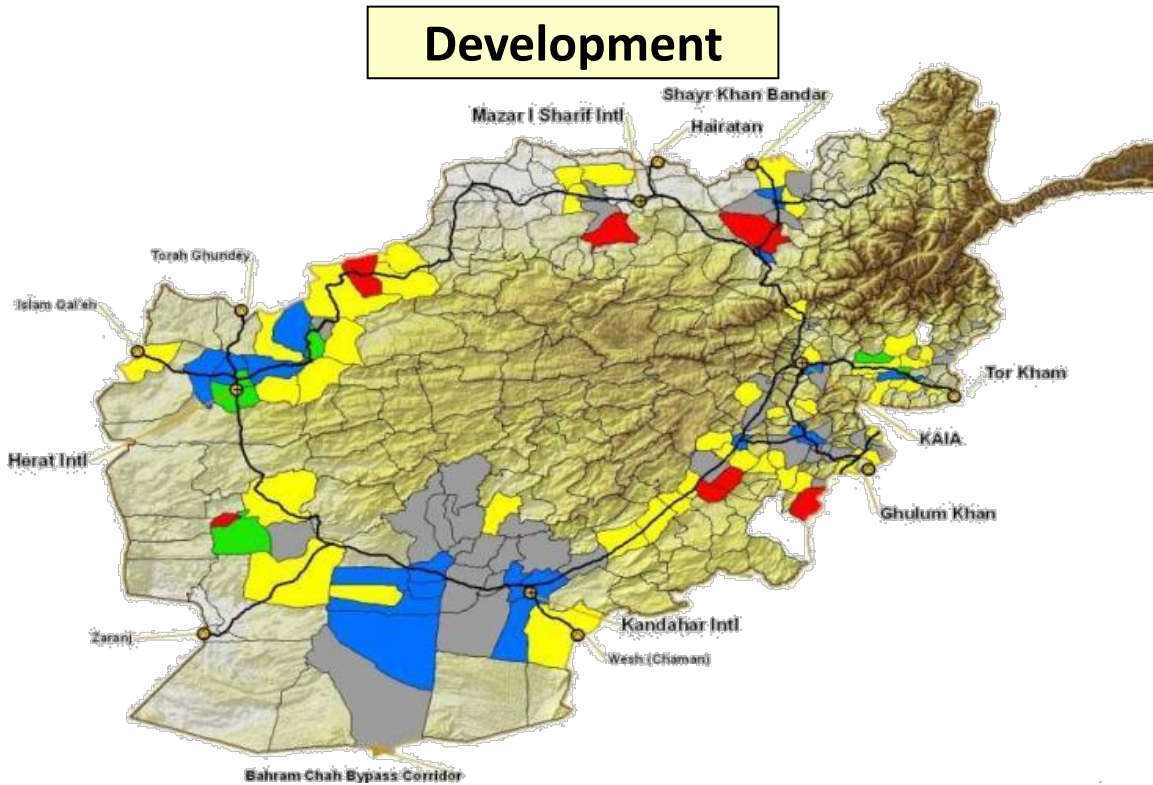 Development
Shayr Khan Bandar
Mazar I Sharif Intl
Hairatan
Torah Ghundey
Islam Qal'eh
Tor Kham
KAIA
Herat Intl
Ghulum Khan
Kandahar Intl
Zaranj
Wesh (Chaman)
Bahram Chah Bypass Corridor